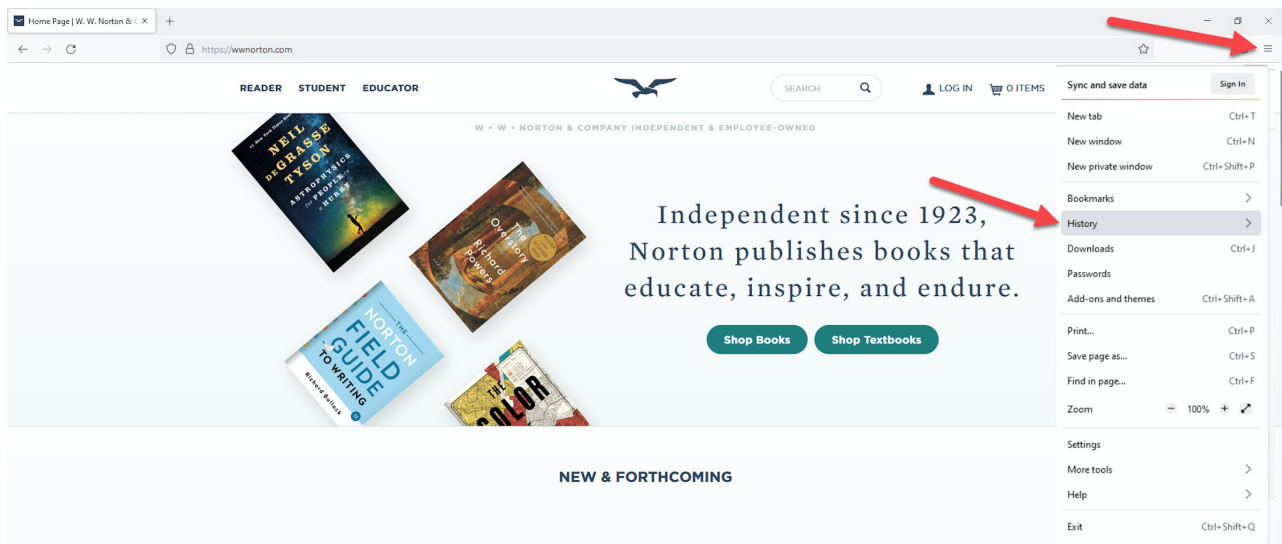 Home Page | W. W. Norton & C
https://wwnorton.com
READER STUDENT EDUCATOR
SEARCH
LOG IN
0 ITEMS
W • W • NORTON & COMPANY INDEPENDENT & EMPLOYEE-OWNED
NEIL
DEGRASSE
TYSON
ASTROPHYSICS
for PEOPLE in
a HURRY
The
Overstory
Richard
Powers
THE
NORTON
FIELD
GUIDE
TO WRITING
Richard Bullock
THE
COLOR
Independent since 1923,
Norton publishes books that
educate, inspire, and endure.
Shop Books Shop Textbooks
NEW & FORTHCOMING
Sync and save data Sign In
New tab Ctrl+T
New window Ctrl+N
New private window Ctrl+Shift+P
Bookmarks
History
Downloads Ctrl+J
Passwords
Add-ons and themes Ctrl+Shift+A
Print... Ctrl+P
Save page as... Ctrl+S
Find in page... Ctrl+F
Zoom − 100% +
Settings
More tools
Help
Exit Ctrl+Shift+Q